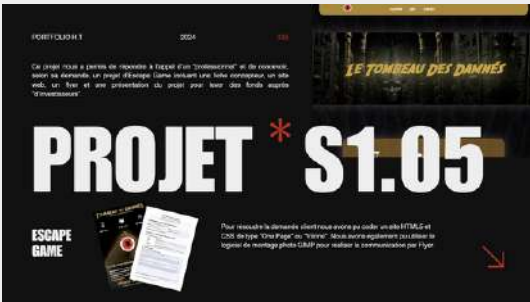 PORTFOLIO H.T
2024
Ce projet nous a permis de répondre à l'appel d'un "professionnel" et de concevoir,
selon sa demande, un projet d'Escape Game incluant une fiche concepteur, un site
web, un flyer et une présentation du projet pour lever des fonds auprès
"d'investisseurs".
LE TOMBEAU DES DAMNÉS
PROJET * S1.05
ESCAPE
GAME
Pour résoudre la demande client nous avons pu coder un site HTML5 et
CSS de type "One Page" ou "Vitrine". Nous avons également pu utiliser le
logiciel de montage photo GIMP pour réaliser la communication par Flyer